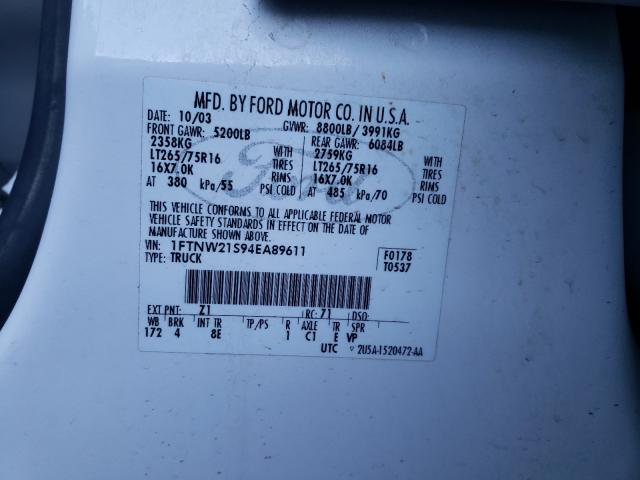 MFD. BY FORD MOTOR CO. IN U.S.A.
DATE: 10/03 GVWR: 8800LB/ 3991KG
FRONT GAWR: 5200LB REAR GAWR: 6084LB
2358KG WITH 2759KG WITH
LT265/75R16 TIRES LT265/75R16 TIRES
16X7.0K RIMS 16X7.0K RIMS
AT 380 kPa/55 PSI COLD AT 485 kPa/70 PSI COLD
THIS VEHICLE CONFORMS TO ALL APPLICABLE FEDERAL MOTOR
VEHICLE SAFETY STANDARDS IN EFFECT ON THE DATE OF
MANUFACTURE SHOWN ABOVE.
VIN: 1FTNW21S94EA89611 F0178
TYPE: TRUCK T0537
EXT PNT: Z1 RC: 71 DSO:
WB BRK INT TR TP/PS R AXLE TR SPR
172 4 8E 1 C1 E VP
UTC ▽ 2U5A-1520472-AA
Ford